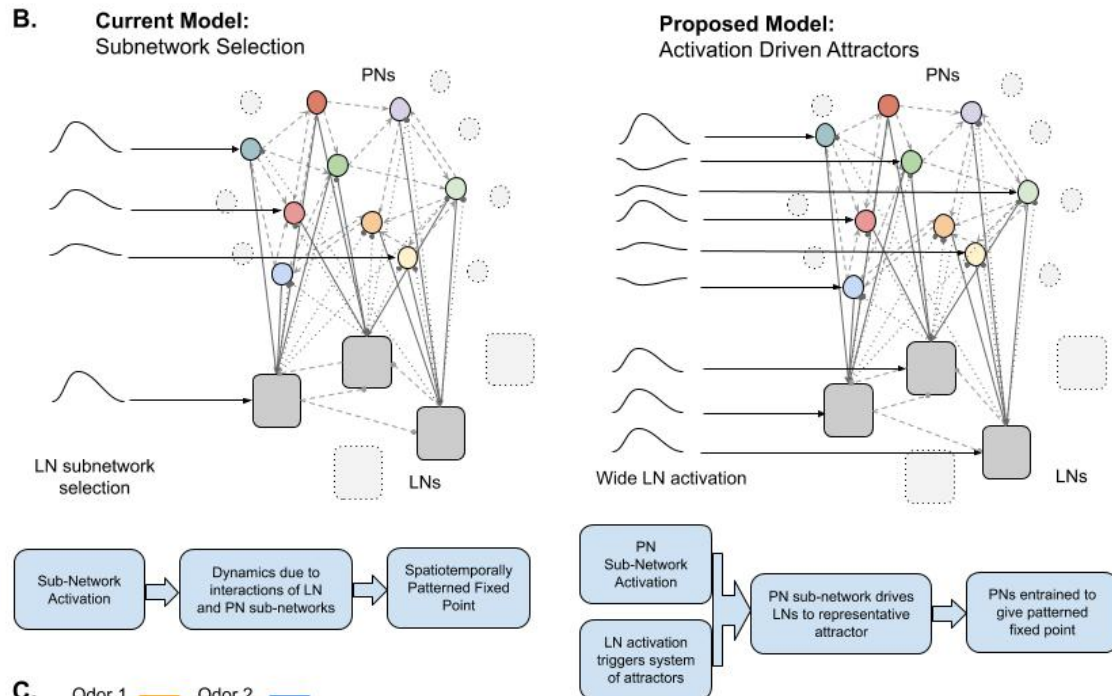 B.
Current Model:
Subnetwork Selection
PNs
LN subnetwork
selection
LNs
Sub-Network
Activation
Dynamics due to
interactions of LN
and PN sub-networks
Spatiotemporally
Patterned Fixed
Point
Proposed Model:
Activation Driven Attractors
PNs
Wide LN activation
LNs
PN
Sub-Network
Activation
LN activation
triggers system
of attractors
PN sub-network drives
LNs to representative
attractor
PNs entrained to
give patterned
fixed point
C.
Odor 1
Odor 2